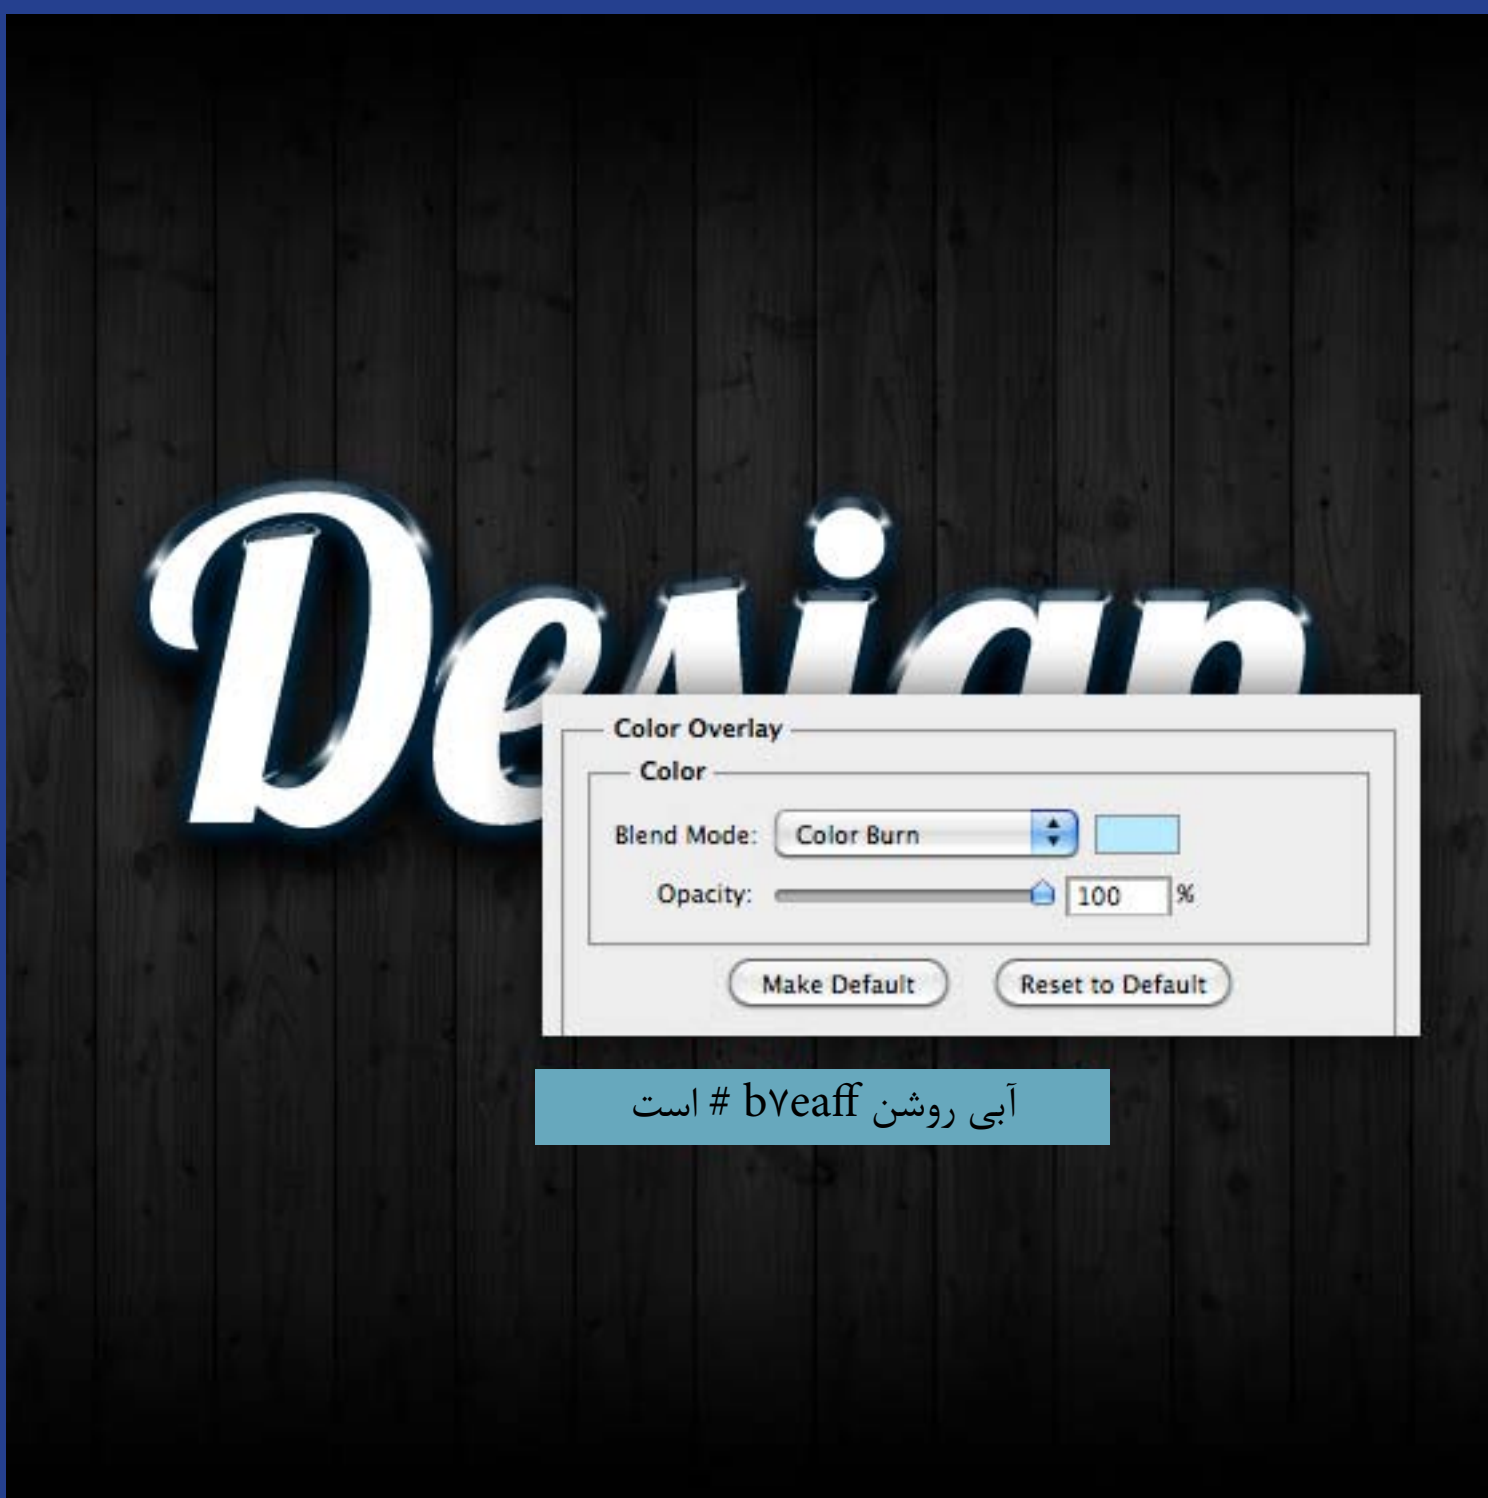 Design
Color Overlay
Color
Blend Mode: Color Burn
Opacity: 100 %
Make Default Reset to Default
آبی روشن b۷eaff # است